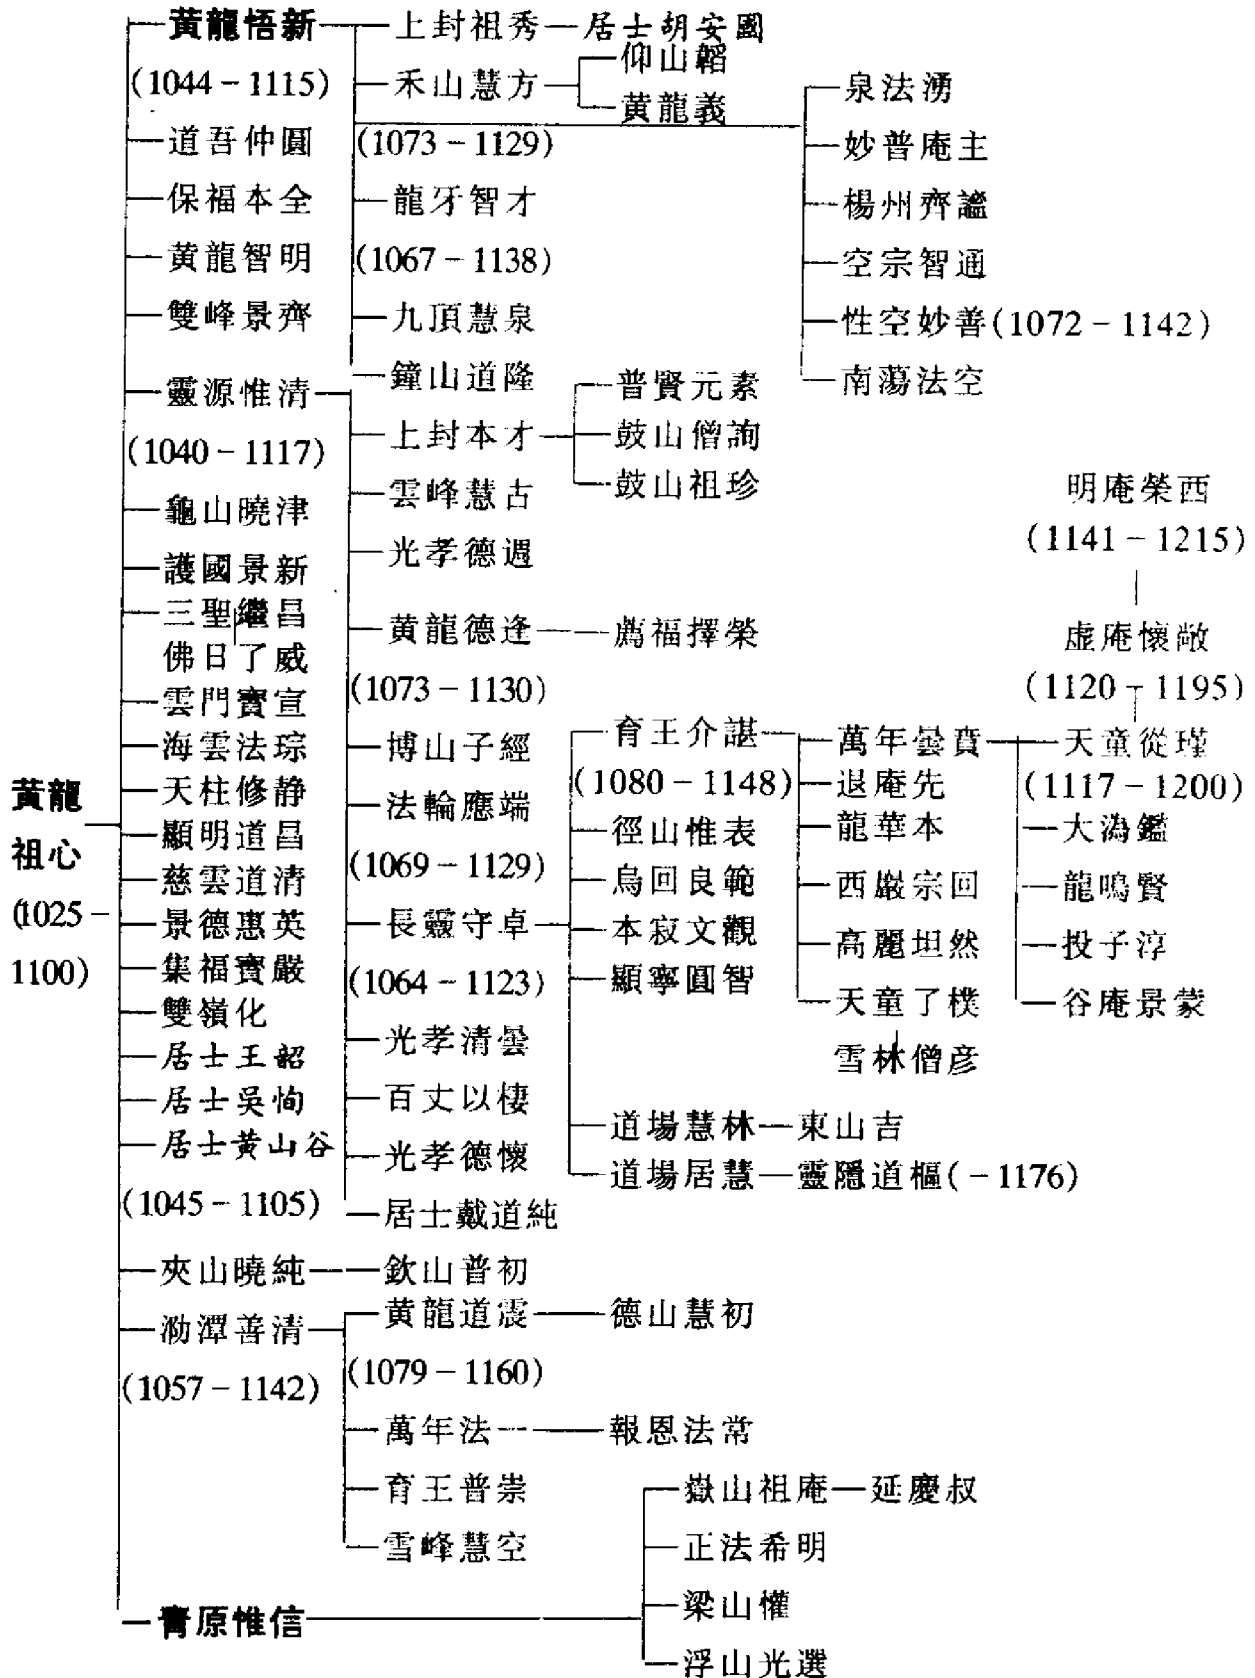 黃龍
祖心
(1025－
1100)
黃龍悟新
(1044－1115)
道吾仲圓
保福本全
黃龍智明
雙峰景齊
靈源惟清
(1040－1117)
龜山曉津
護國景新
三聖繼昌
佛日了威
雲門寶宣
海雲法琮
天柱修静
顯明道昌
慈雲道清
景德惠英
集福寶嚴
雙嶺化
居士王韶
居士吳恂
居士黃山谷
(1045－1105)
夾山曉純
泐潭善清
(1057－1142)
青原惟信
上封祖秀
居士胡安國
禾山慧方
仰山韜
黃龍義
(1073－1129)
龍牙智才
(1067－1138)
九頂慧泉
鐘山道隆
泉法湧
妙普庵主
楊州齊謐
空宗智通
性空妙善(1072－1142)
南蕩法空
上封本才
普賢元素
鼓山僧詢
鼓山祖珍
雲峰慧古
光孝德週
黃龍德逢
薦福擇榮
(1073－1130)
博山子經
法輪應端
(1069－1129)
長靈守卓
(1064－1123)
光孝清曇
百丈以棲
光孝德懷
居士戴道純
育王介諶
(1080－1148)
徑山惟表
烏回良範
本寂文觀
顯寧圓智
道場慧林
東山吉
道場居慧
靈隱道樞(－1176)
萬年曇賁
退庵先
龍華本
西巖宗回
高麗坦然
天童了樸
雪林僧彦
明庵榮西
(1141－1215)
虚庵懷敞
(1120－1195)
天童從瑾
(1117－1200)
大溈鑑
龍鳴賢
投子淳
谷庵景蒙
欽山普初
黃龍道震
德山慧初
(1079－1160)
萬年法一
報恩法常
育王普崇
雪峰慧空
嶽山祖庵
延慶叔
正法希明
梁山懽
浮山光選